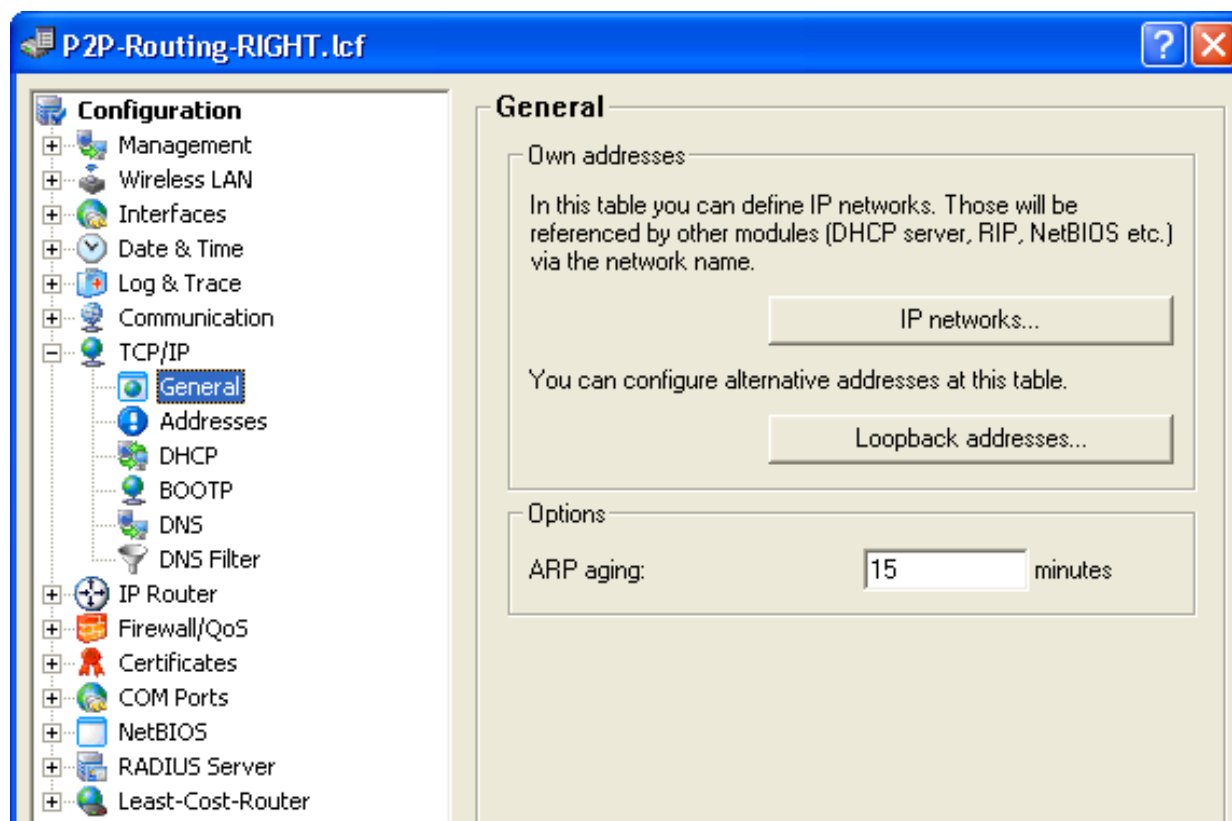 P2P-Routing-RIGHT.lcf
Configuration
Management
Wireless LAN
Interfaces
Date & Time
Log & Trace
Communication
TCP/IP
General
Addresses
DHCP
BOOTP
DNS
DNS Filter
IP Router
Firewall/QoS
Certificates
COM Ports
NetBIOS
RADIUS Server
Least-Cost-Router
General
Own addresses
In this table you can define IP networks. Those will be
referenced by other modules (DHCP server, RIP, NetBIOS etc.)
via the network name.
IP networks...
You can configure alternative addresses at this table.
Loopback addresses...
Options
ARP aging: 15 minutes